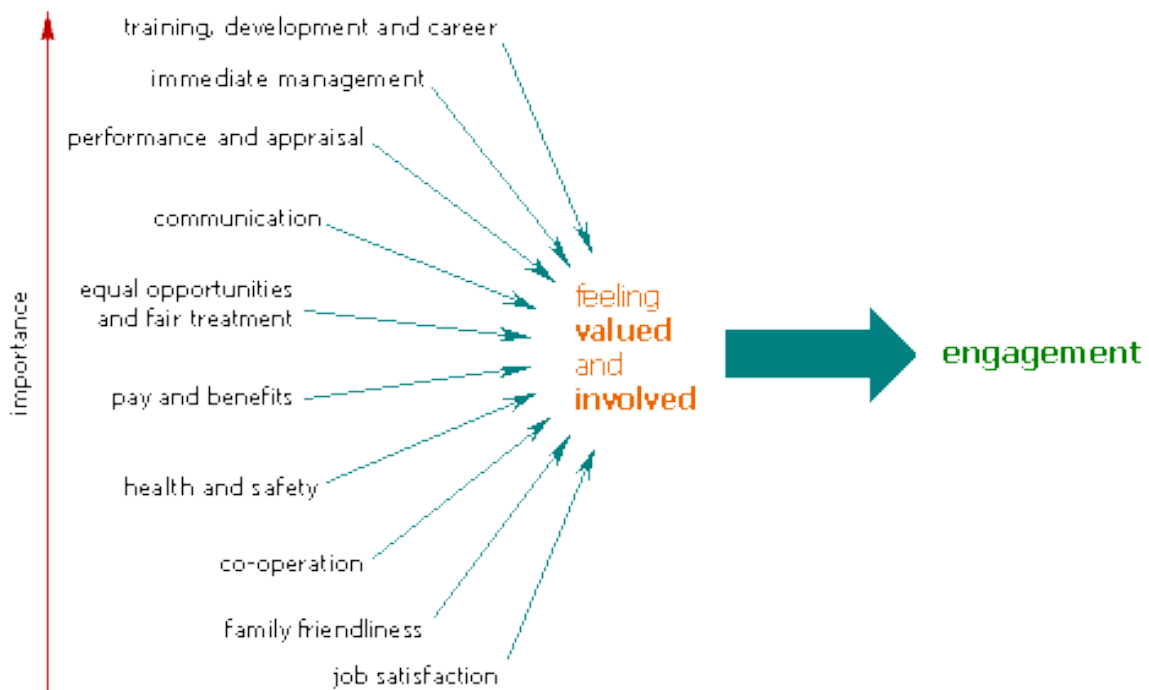 training, development and career
immediate management
performance and appraisal
communication
equal opportunities
and fair treatment
pay and benefits
health and safety
co-operation
family friendliness
job satisfaction
importance
feeling
valued
and
involved
engagement